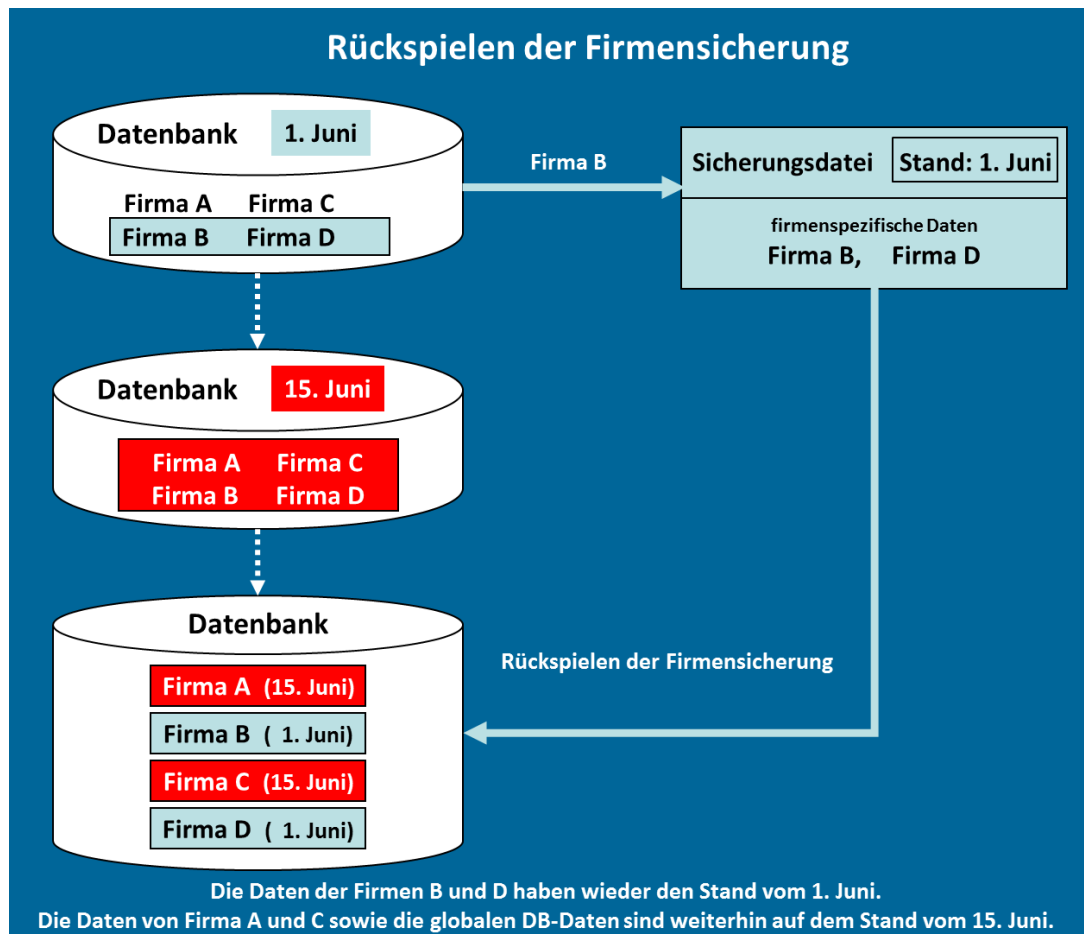 Rückspielen der Firmensicherung
Datenbank 1. Juni
Firma A Firma C
Firma B Firma D
Firma B
Sicherungsdatei Stand: 1. Juni
firmenspezifische Daten
Firma B, Firma D
Datenbank 15. Juni
Firma A Firma C
Firma B Firma D
Datenbank
Firma A (15. Juni)
Firma B ( 1. Juni)
Firma C (15. Juni)
Firma D ( 1. Juni)
Rückspielen der Firmensicherung
Die Daten der Firmen B und D haben wieder den Stand vom 1. Juni.
Die Daten von Firma A und C sowie die globalen DB-Daten sind weiterhin auf dem Stand vom 15. Juni.